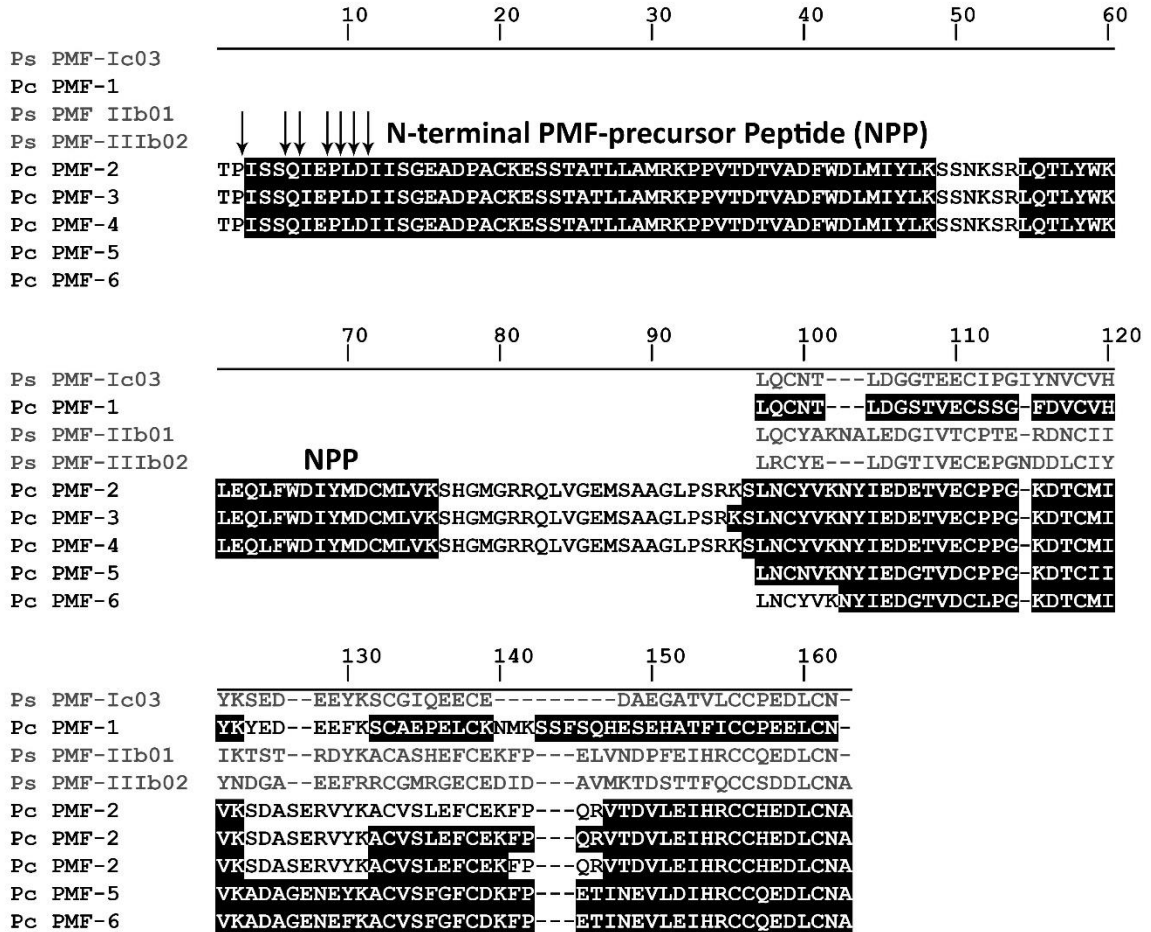 10 20 30 40 50 60
Ps PMF-Ic03
Pc PMF-1
Ps PMF IIb01
Ps PMF-IIIb02 N-terminal PMF-precursor Peptide (NPP)
Pc PMF-2 TPISSQIEPLDIISGEADPACKESSTATLLAMRKPPVTDTVADFWDLMIYLKSSNKSRLQTLYWK
Pc PMF-3 TPISSQIEPLDIISGEADPACKESSTATLLAMRKPPVTDTVADFWDLMIYLKSSNKSRLQTLYWK
Pc PMF-4 TPISSQIEPLDIISGEADPACKESSTATLLAMRKPPVTDTVADFWDLMIYLKSSNKSRLQTLYWK
Pc PMF-5
Pc PMF-6
70 80 90 100 110 120
Ps PMF-Ic03 LQCNT---LDGGTEECIPGIYNVCVH
Pc PMF-1 LQCNT---LDGSTVECSSG-FDVCVH
Ps PMF-IIb01 LQCYAKNALEDGIVTCPTE-RDNCII
Ps PMF-IIIb02 LRCYE---LDGTIVECEPGNDDLCIY
NPP
Pc PMF-2 LEQLFWDIYMDCMLVKSHGMGRRQLVGEMSAAGLPSRKSLNCYVKNYIEDETVECPPG-KDTCMI
Pc PMF-3 LEQLFWDIYMDCMLVKSHGMGRRQLVGEMSAAGLPSRKSLNCYVKNYIEDETVECPPG-KDTCMI
Pc PMF-4 LEQLFWDIYMDCMLVKSHGMGRRQLVGEMSAAGLPSRKSLNCYVKNYIEDETVECPPG-KDTCMI
Pc PMF-5 LNCNVKNYIEDGTVDCPPG-KDTCII
Pc PMF-6 LNCYVKNYIEDGTVDCLPG-KDTCMI
130 140 150 160
Ps PMF-Ic03 YKSED--EEYKSCGIQEECE---------DAEGATVLCCPEDLCN-
Pc PMF-1 YKYED--EEFKSCAEPELCKNMKSSFSQHESEHATFICCPEELCN-
Ps PMF-IIb01 IKTST--RDYKACASHEFCEKFP---ELVNDPFEIHRCCQEDLCN-
Ps PMF-IIIb02 YNDGA--EEFRRCGMRGECEDID---AVMKTDSTTFQCCSDDLCNA
Pc PMF-2 VKSDASERVYKACVSLEFCEKFP---QRVTDVLEIHRCCHEDLCNA
Pc PMF-2 VKSDASERVYKACVSLEFCEKFP---QRVTDVLEIHRCCHEDLCNA
Pc PMF-2 VKSDASERVYKACVSLEFCEKFP---QRVTDVLEIHRCCHEDLCNA
Pc PMF-5 VKADAGENEYKACVSFGFCDKFP---ETINEVLDIHRCCQEDLCNA
Pc PMF-6 VKADAGENEFKACVSFGFCDKFP---ETINEVLEIHRCCQEDLCNA